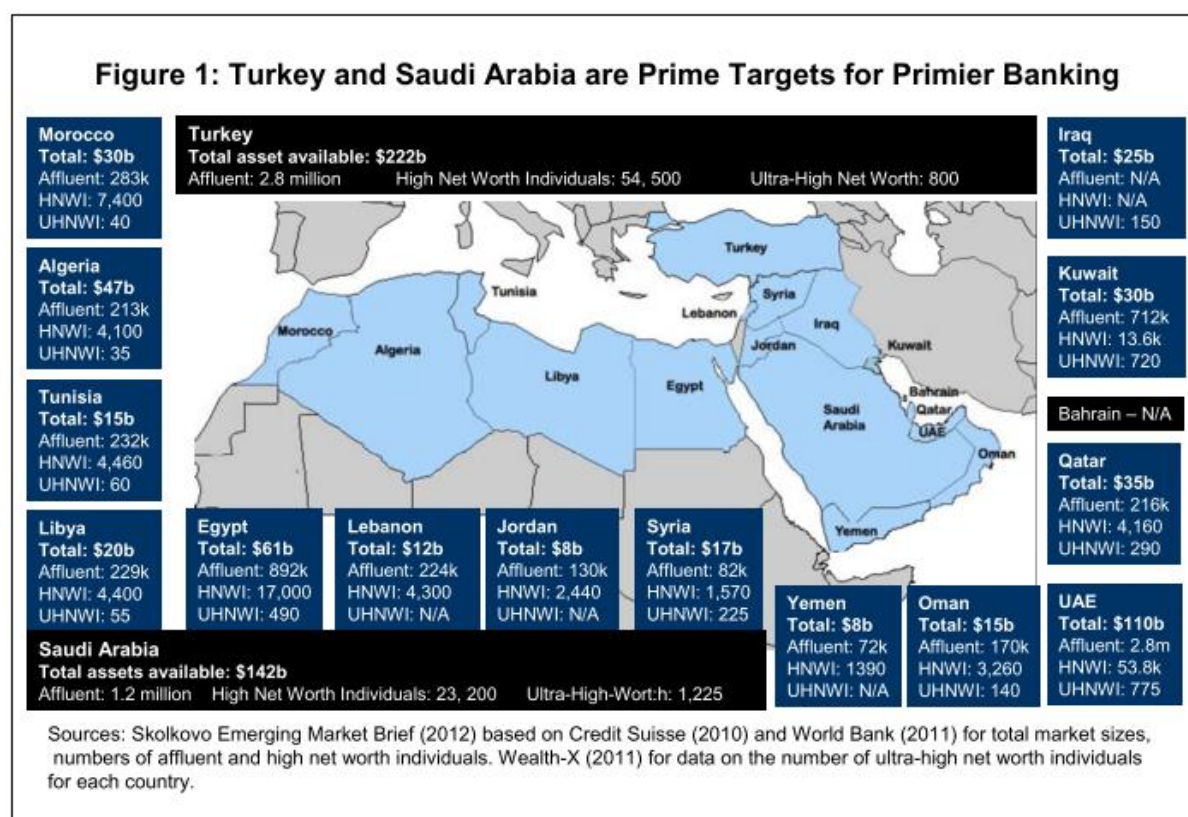 Figure 1: Turkey and Saudi Arabia are Prime Targets for Primier Banking
Morocco
Total: $30b
Affluent: 283k
HNWI: 7,400
UHNWI: 40
Turkey
Total asset available: $222b
Affluent: 2.8 million High Net Worth Individuals: 54, 500 Ultra-High Net Worth: 800
Iraq
Total: $25b
Affluent: N/A
HNWI: N/A
UHNWI: 150
Algeria
Total: $47b
Affluent: 213k
HNWI: 4,100
UHNWI: 35
Kuwait
Total: $30b
Affluent: 712k
HNWI: 13.6k
UHNWI: 720
Tunisia
Total: $15b
Affluent: 232k
HNWI: 4,460
UHNWI: 60
Bahrain – N/A
Turkey
Tunisia
Syria
Lebanon
Morocco
Algeria
Iraq
Jordan
Kuwait
Libya
Egypt
Bahrain
Qatar
Saudi
Arabia
UAE
Oman
Yemen
Qatar
Total: $35b
Affluent: 216k
HNWI: 4,160
UHNWI: 290
Libya
Total: $20b
Affluent: 229k
HNWI: 4,400
UHNWI: 55
Egypt
Total: $61b
Affluent: 892k
HNWI: 17,000
UHNWI: 490
Lebanon
Total: $12b
Affluent: 224k
HNWI: 4,300
UHNWI: N/A
Jordan
Total: $8b
Affluent: 130k
HNWI: 2,440
UHNWI: N/A
Syria
Total: $17b
Affluent: 82k
HNWI: 1,570
UHNWI: 225
Yemen
Total: $8b
Affluent: 72k
HNWI: 1390
UHNWI: N/A
Oman
Total: $15b
Affluent: 170k
HNWI: 3,260
UHNWI: 140
UAE
Total: $110b
Affluent: 2.8m
HNWI: 53.8k
UHNWI: 775
Saudi Arabia
Total assets available: $142b
Affluent: 1.2 million High Net Worth Individuals: 23, 200 Ultra-High-Wort:h: 1,225
Sources: Skolkovo Emerging Market Brief (2012) based on Credit Suisse (2010) and World Bank (2011) for total market sizes,
numbers of affluent and high net worth individuals. Wealth-X (2011) for data on the number of ultra-high net worth individuals
for each country.